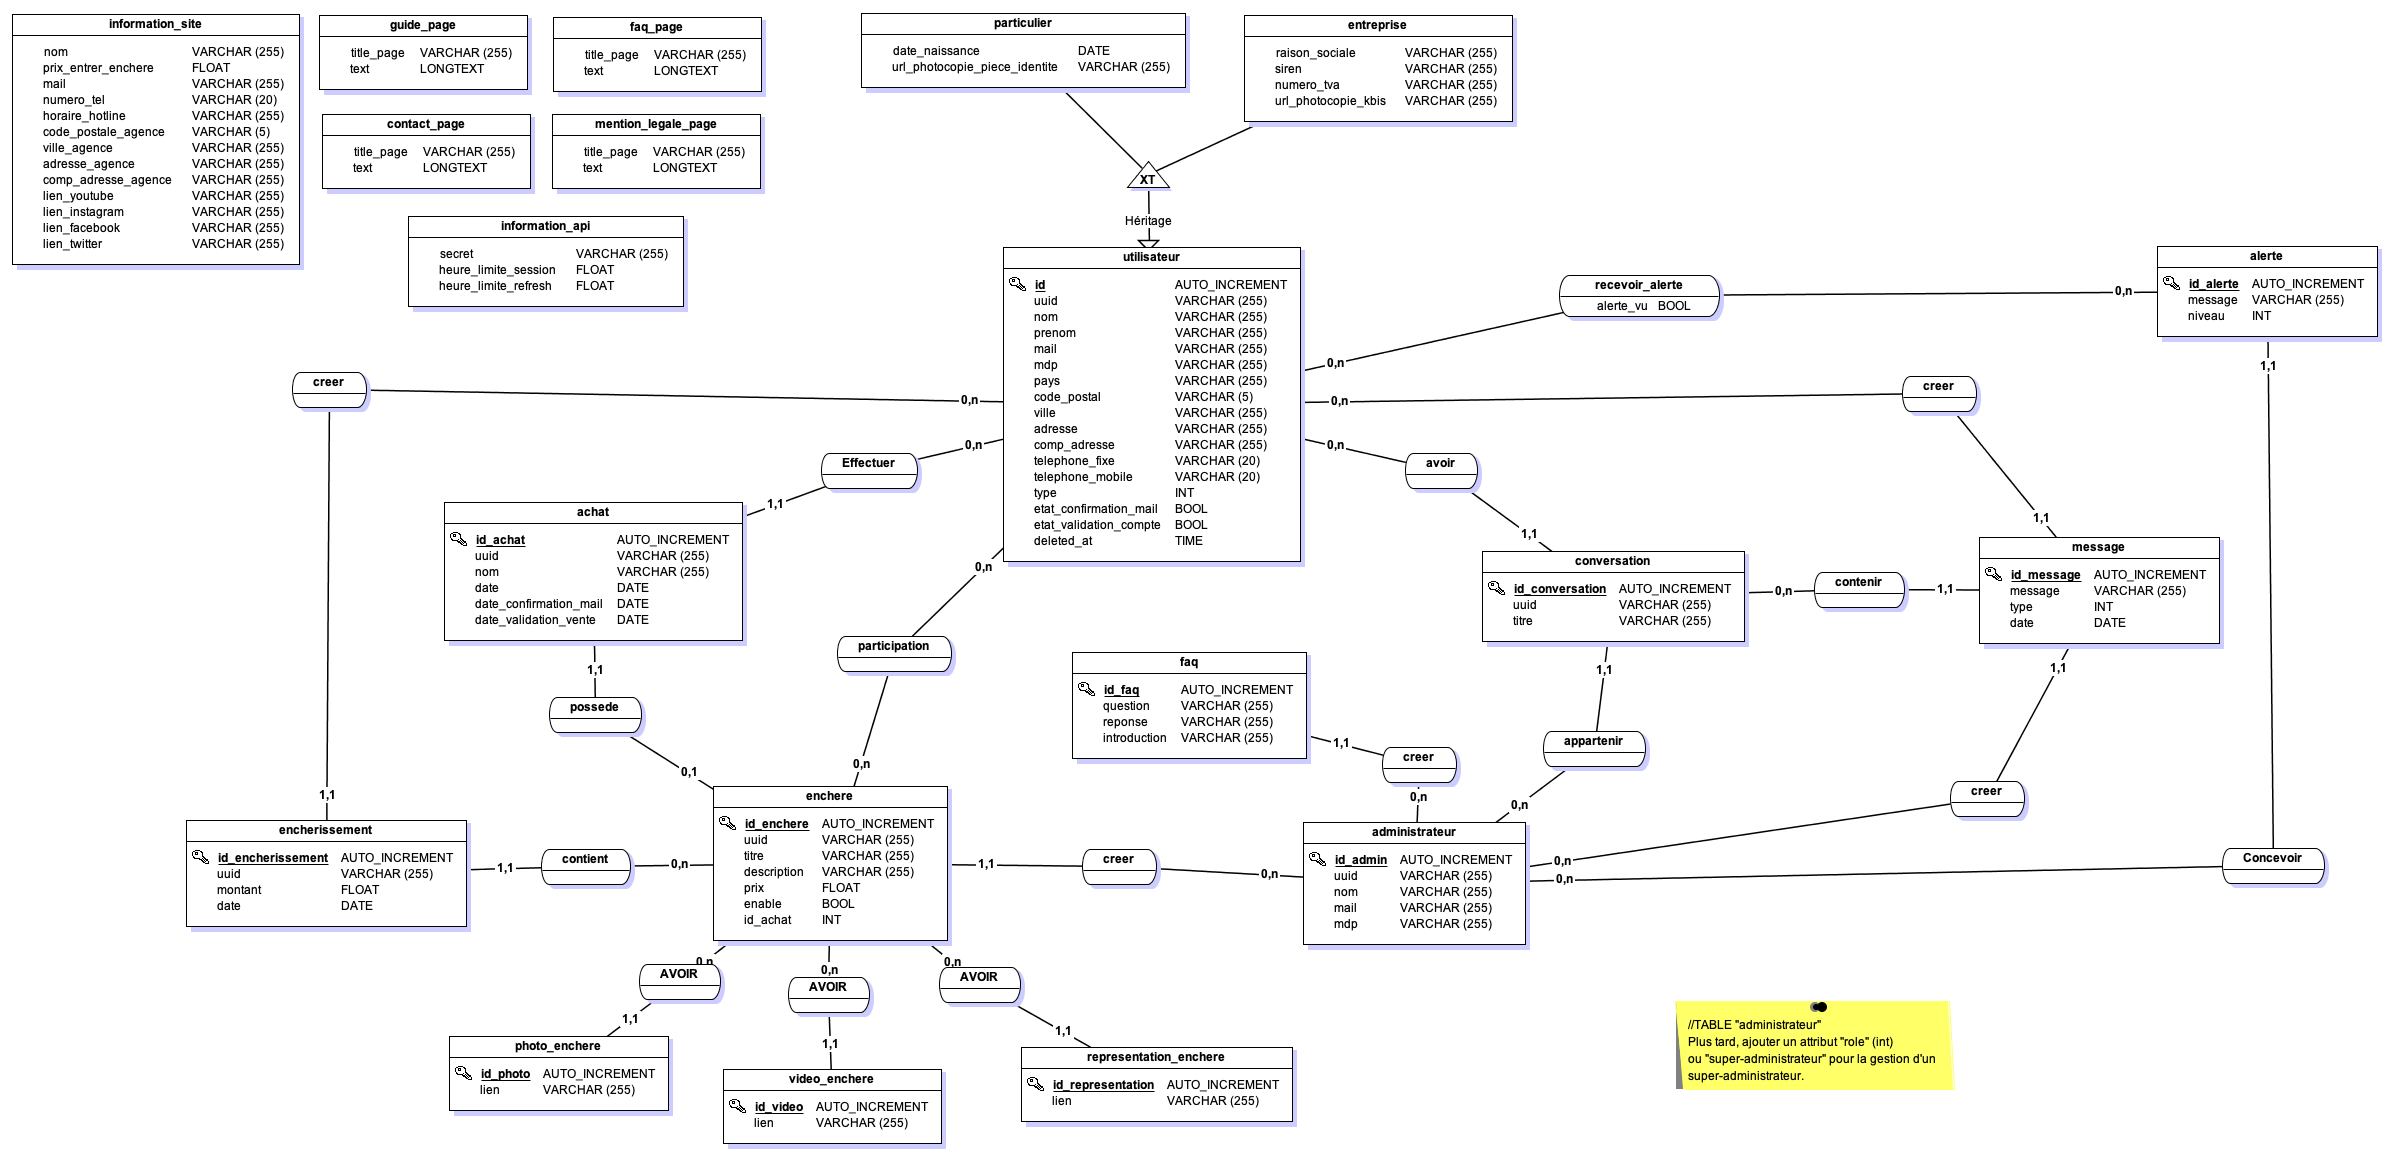 information_site
nom VARCHAR (255)
prix_entrer_enchere FLOAT
mail VARCHAR (255)
numero_tel VARCHAR (20)
horaire_hotline VARCHAR (255)
code_postale_agence VARCHAR (5)
ville_agence VARCHAR (255)
adresse_agence VARCHAR (255)
comp_adresse_agence VARCHAR (255)
lien_youtube VARCHAR (255)
lien_instagram VARCHAR (255)
lien_facebook VARCHAR (255)
lien_twitter VARCHAR (255)
guide_page
title_page VARCHAR (255)
text LONGTEXT
faq_page
title_page VARCHAR (255)
text LONGTEXT
contact_page
title_page VARCHAR (255)
text LONGTEXT
mention_legale_page
title_page VARCHAR (255)
text LONGTEXT
information_api
secret VARCHAR (255)
heure_limite_session FLOAT
heure_limite_refresh FLOAT
particulier
date_naissance DATE
url_photocopie_piece_identite VARCHAR (255)
entreprise
raison_sociale VARCHAR (255)
siren VARCHAR (255)
numero_tva VARCHAR (255)
url_photocopie_kbis VARCHAR (255)
XT
Héritage
utilisateur
id AUTO_INCREMENT
uuid VARCHAR (255)
nom VARCHAR (255)
prenom VARCHAR (255)
mail VARCHAR (255)
mdp VARCHAR (255)
pays VARCHAR (255)
code_postal VARCHAR (5)
ville VARCHAR (255)
adresse VARCHAR (255)
comp_adresse VARCHAR (255)
telephone_fixe VARCHAR (20)
telephone_mobile VARCHAR (20)
type INT
etat_confirmation_mail BOOL
etat_validation_compte BOOL
deleted_at TIME
recevoir_alerte
alerte_vu BOOL
0,n
0,n
alerte
id_alerte AUTO_INCREMENT
message VARCHAR (255)
niveau INT
1,1
creer
0,n
1,1
creer
0,n
1,1
Effectuer
0,n
1,1
avoir
0,n
1,1
achat
id_achat AUTO_INCREMENT
uuid VARCHAR (255)
nom VARCHAR (255)
date DATE
date_confirmation_mail DATE
date_validation_vente DATE
1,1
possede
0,1
participation
0,n
0,n
conversation
id_conversation AUTO_INCREMENT
uuid VARCHAR (255)
titre VARCHAR (255)
0,n
contenir
1,1
message
id_message AUTO_INCREMENT
message VARCHAR (255)
type INT
date DATE
1,1
creer
0,n
1,1
appartenir
0,n
faq
id_faq AUTO_INCREMENT
question VARCHAR (255)
reponse VARCHAR (255)
introduction VARCHAR (255)
1,1
creer
0,n
encherissement
id_encherissement AUTO_INCREMENT
uuid VARCHAR (255)
montant FLOAT
date DATE
1,1
contient
0,n
enchere
id_enchere AUTO_INCREMENT
uuid VARCHAR (255)
titre VARCHAR (255)
description VARCHAR (255)
prix FLOAT
enable BOOL
id_achat INT
1,1
creer
0,n
administrateur
id_admin AUTO_INCREMENT
uuid VARCHAR (255)
nom VARCHAR (255)
mail VARCHAR (255)
mdp VARCHAR (255)
0,n
Concevoir
0,n
AVOIR
1,1
0,n
AVOIR
1,1
0,n
AVOIR
1,1
photo_enchere
id_photo AUTO_INCREMENT
lien VARCHAR (255)
video_enchere
id_video AUTO_INCREMENT
lien VARCHAR (255)
representation_enchere
id_representation AUTO_INCREMENT
lien VARCHAR (255)
//TABLE "administrateur"
Plus tard, ajouter un attribut "role" (int)
ou "super-administrateur" pour la gestion d'un
super-administrateur.